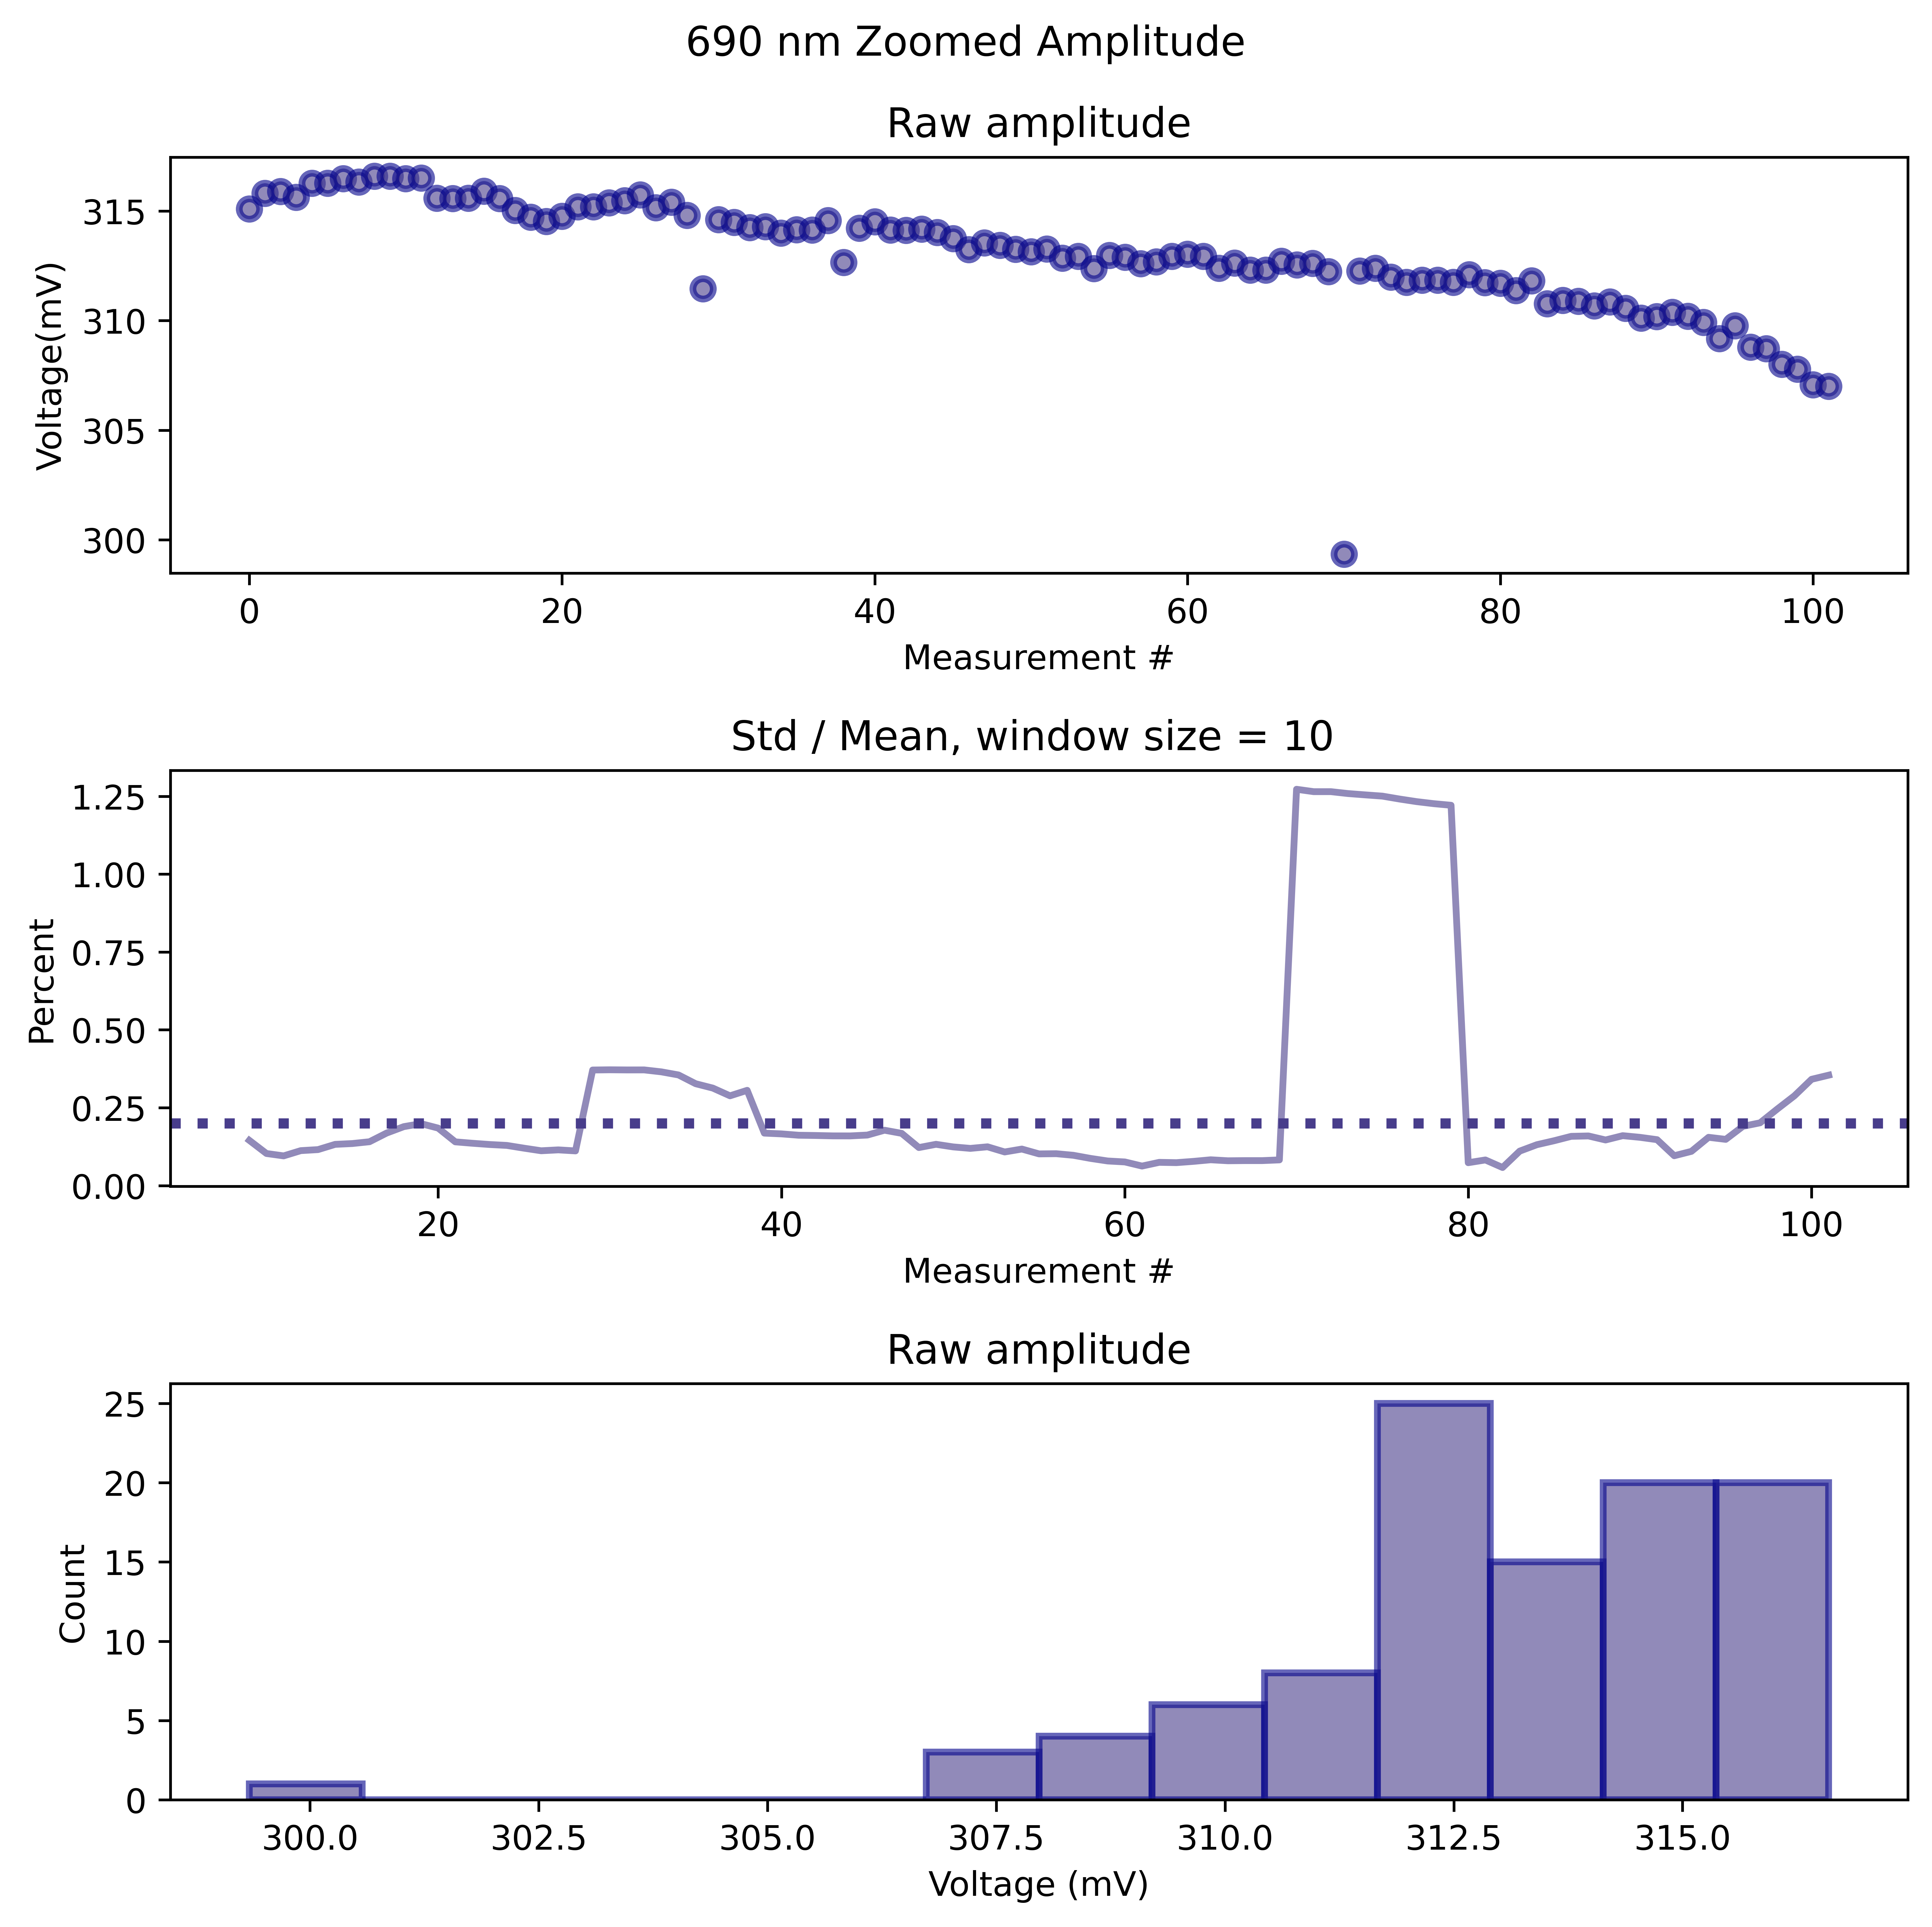 690 nm Zoomed Amplitude
Raw amplitude
Voltage(mV)
315
310
305
300
0 20 40 60 80 100
Measurement #
Std / Mean, window size = 10
Percent
1.25
1.00
0.75
0.50
0.25
0.00
20 40 60 80 100
Measurement #
Raw amplitude
Count
25
20
15
10
5
0
300.0 302.5 305.0 307.5 310.0 312.5 315.0
Voltage (mV)